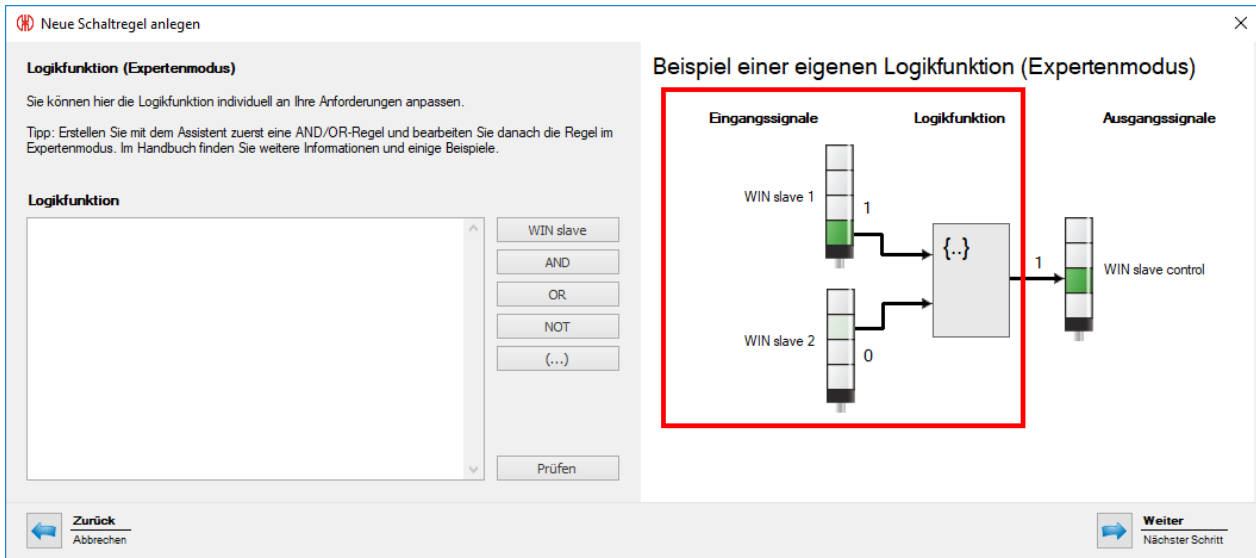 Neue Schaltregel anlegen
Logikfunktion (Expertenmodus)
Sie können hier die Logikfunktion individuell an Ihre Anforderungen anpassen.
Tipp: Erstellen Sie mit dem Assistent zuerst eine AND/OR-Regel und bearbeiten Sie danach die Regel im
Expertenmodus. Im Handbuch finden Sie weitere Informationen und einige Beispiele.
Logikfunktion
WIN slave
AND
OR
NOT
(...)
Prüfen
Beispiel einer eigenen Logikfunktion (Expertenmodus)
Eingangssignale Logikfunktion Ausgangssignale
WIN slave 1
1
{..}
1
WIN slave control
WIN slave 2
0
Zurück
Abbrechen
Weiter
Nächster Schritt